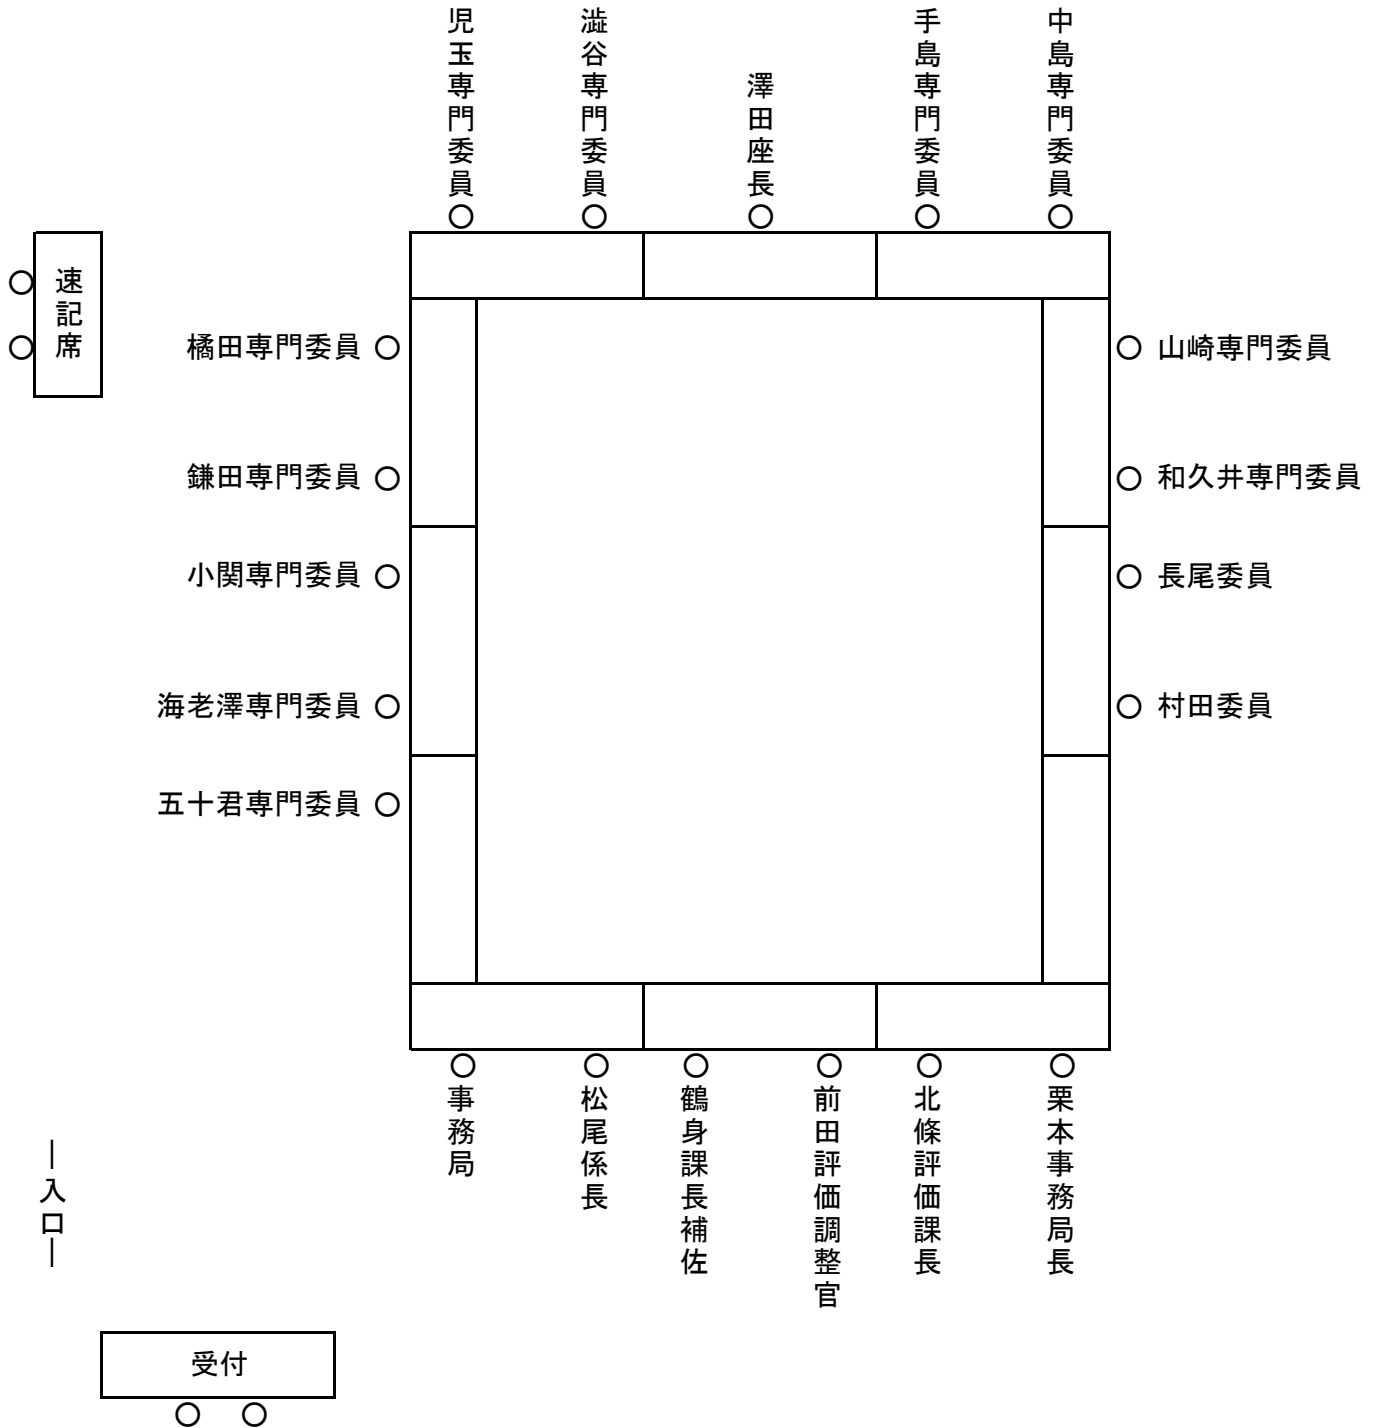 児玉専門委員
澁谷専門委員
澤田座長
手島専門委員
中島専門委員
速記席
橘田専門委員
山崎専門委員
鎌田専門委員
和久井専門委員
小関専門委員
長尾委員
海老澤専門委員
村田委員
五十君専門委員
事務局
松尾係長
鶴身課長補佐
前田評価調整官
北條評価課長
栗本事務局長
―入口―
受付